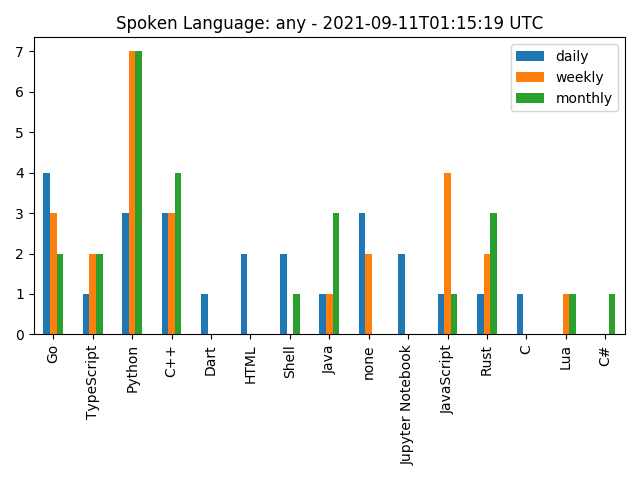 Spoken Language: any - 2021-09-11T01:15:19 UTC
daily
weekly
monthly
7
6
5
4
3
2
1
0
Go
TypeScript
Python
C++
Dart
HTML
Shell
Java
none
Jupyter Notebook
JavaScript
Rust
C
Lua
C#